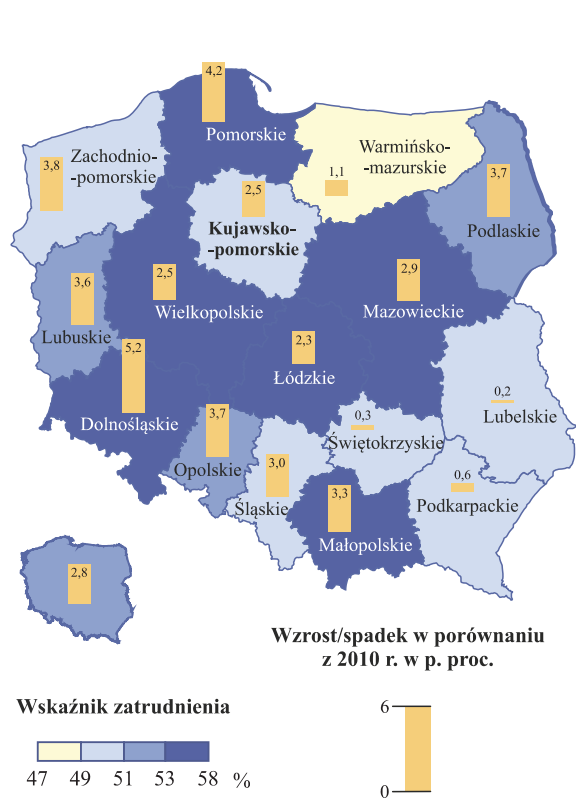 4,2
Pomorskie
Zachodnio-
-pomorskie
3,8
Warmińsko-
-mazurskie
1,1
3,7
Podlaskie
2,5
Kujawsko-
-pomorskie
2,5
Wielkopolskie
2,9
Mazowieckie
3,6
Lubuskie
5,2
Dolnośląskie
2,3
Łódzkie
0,2
Lubelskie
3,7
Opolskie
0,3
Świętokrzyskie
3,0
Śląskie
3,3
Małopolskie
0,6
Podkarpackie
2,8
Wzrost/spadek w porównaniu
z 2010 r. w p. proc.
6
0
Wskaźnik zatrudnienia
47 49 51 53 58 %